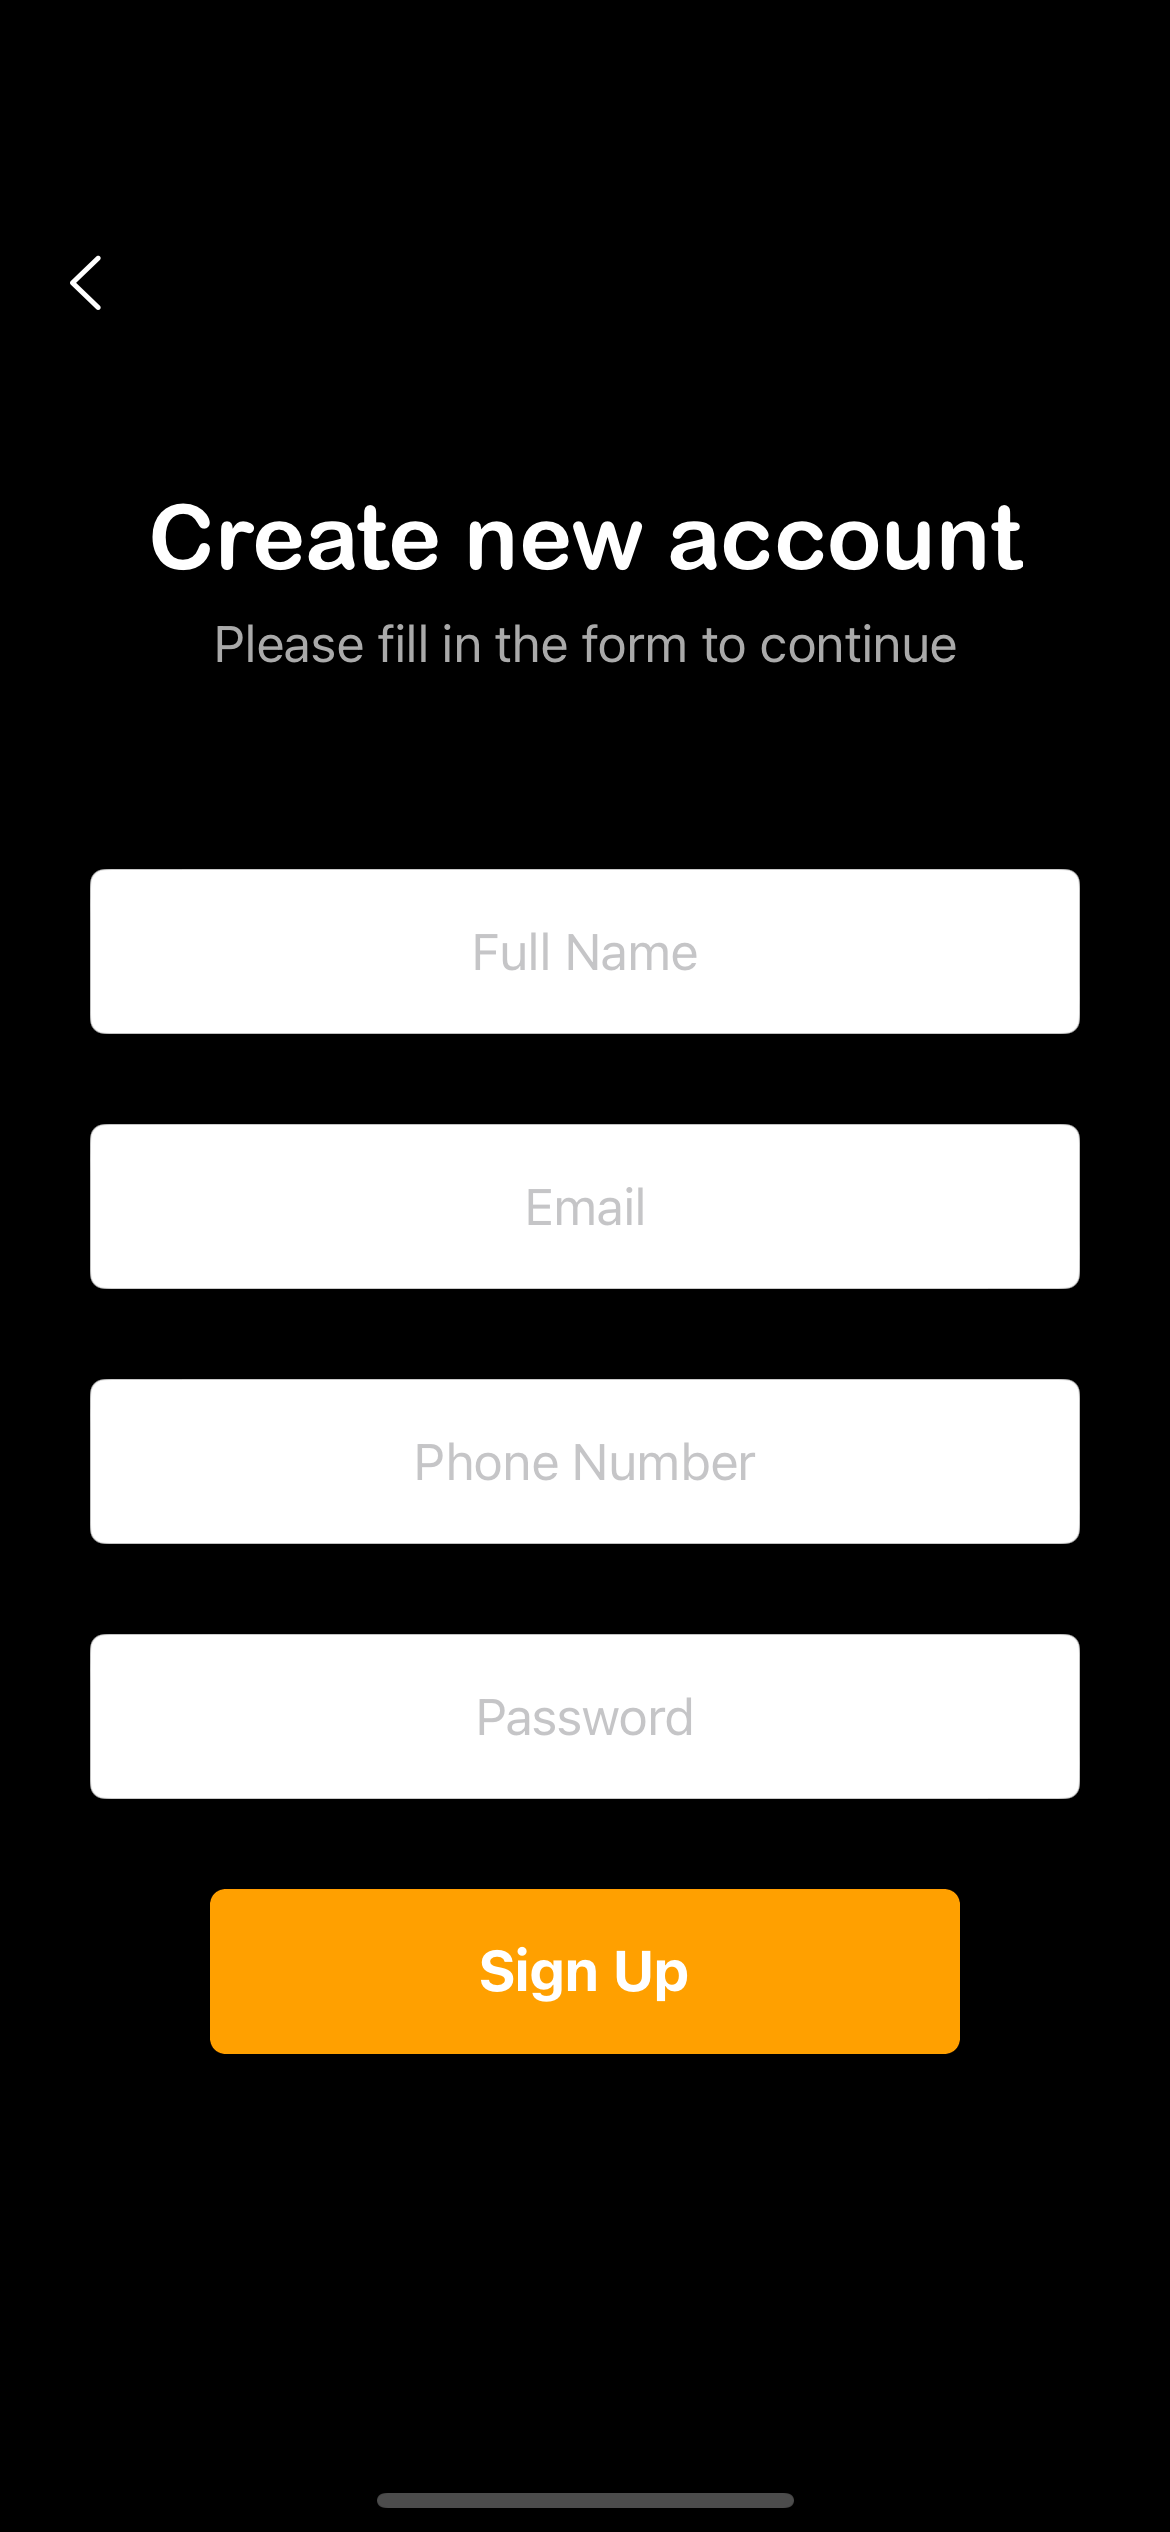 Create new account
Please fill in the form to continue
Full Name
Email
Phone Number
Password
Sign Up